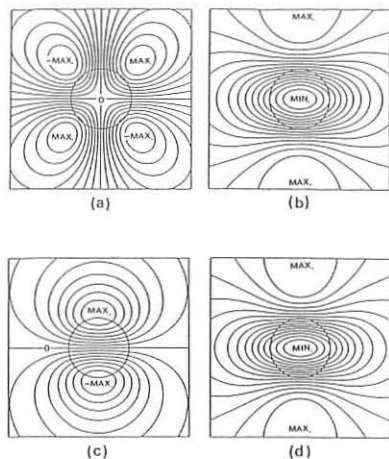 -MAX. MAX.
0
MAX. -MAX.
(a)
MAX.
MIN.
MAX.
(b)
MAX.
0
-MAX.
(c)
MAX.
MIN.
MAX.
(d)